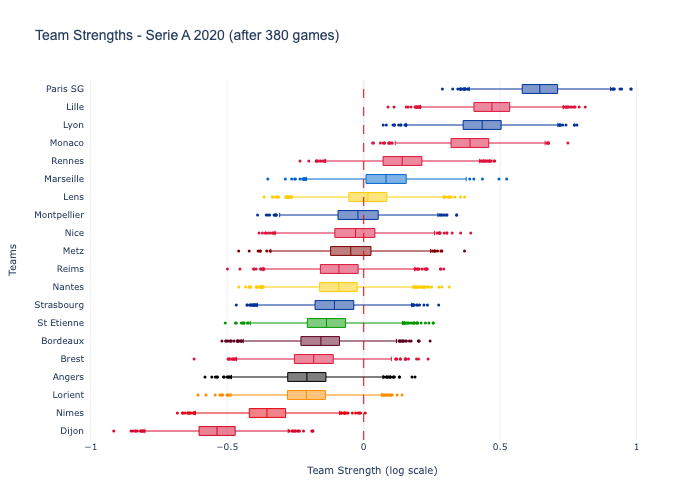 Team Strengths - Serie A 2020 (after 380 games)
Paris SG
Lille
Lyon
Monaco
Rennes
Marseille
Lens
Montpellier
Nice
Metz
Reims
Nantes
Strasbourg
St Etienne
Bordeaux
Brest
Angers
Lorient
Nimes
Dijon
Teams
−1
−0.5
0
0.5
1
Team Strength (log scale)